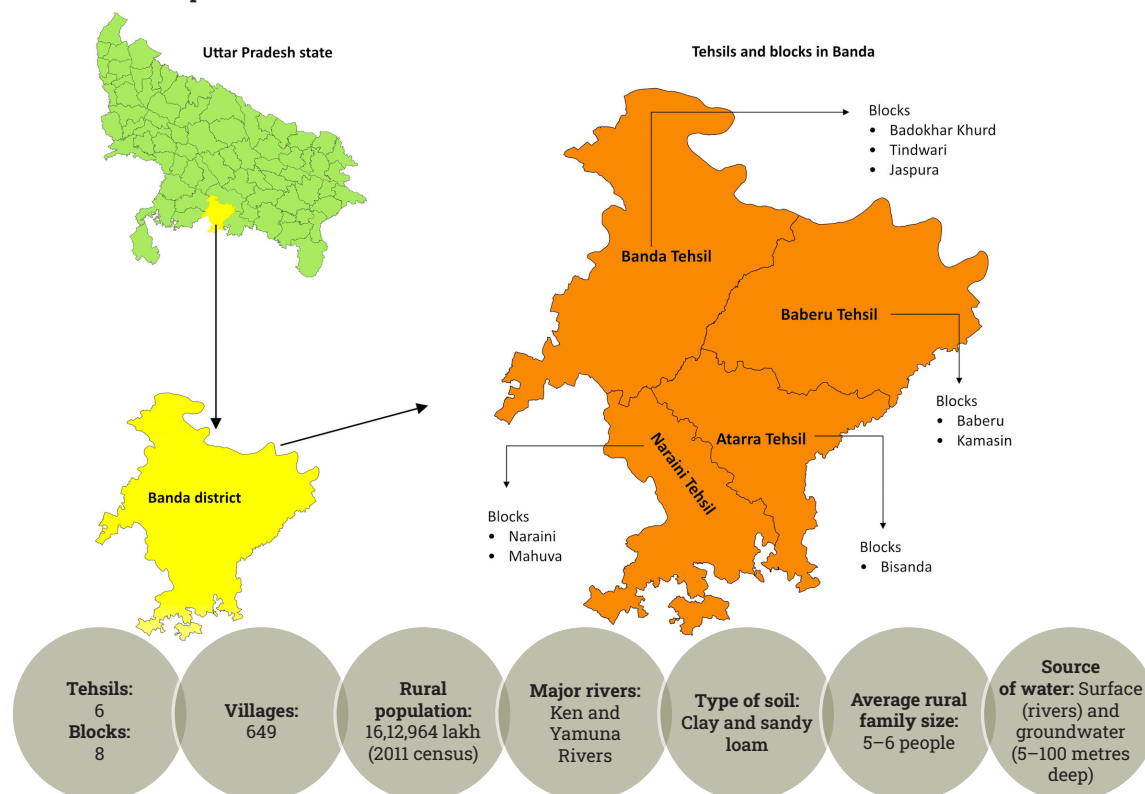 Uttar Pradesh state
Tehsils and blocks in Banda
Blocks
• Badokhar Khurd
• Tindwari
• Jaspura
Banda Tehsil
Baberu Tehsil
Blocks
• Baberu
• Kamasin
Atarra Tehsil
Naraini Tehsil
Banda district
Blocks
• Naraini
• Mahuva
Blocks
• Bisanda
Tehsils:
6
Blocks:
8
Villages:
649
Rural
population:
16,12,964 lakh
(2011 census)
Major rivers:
Ken and
Yamuna
Rivers
Type of soil:
Clay and sandy
loam
Average rural
family size:
5–6 people
Source
of water: Surface
(rivers) and
groundwater
(5–100 metres
deep)